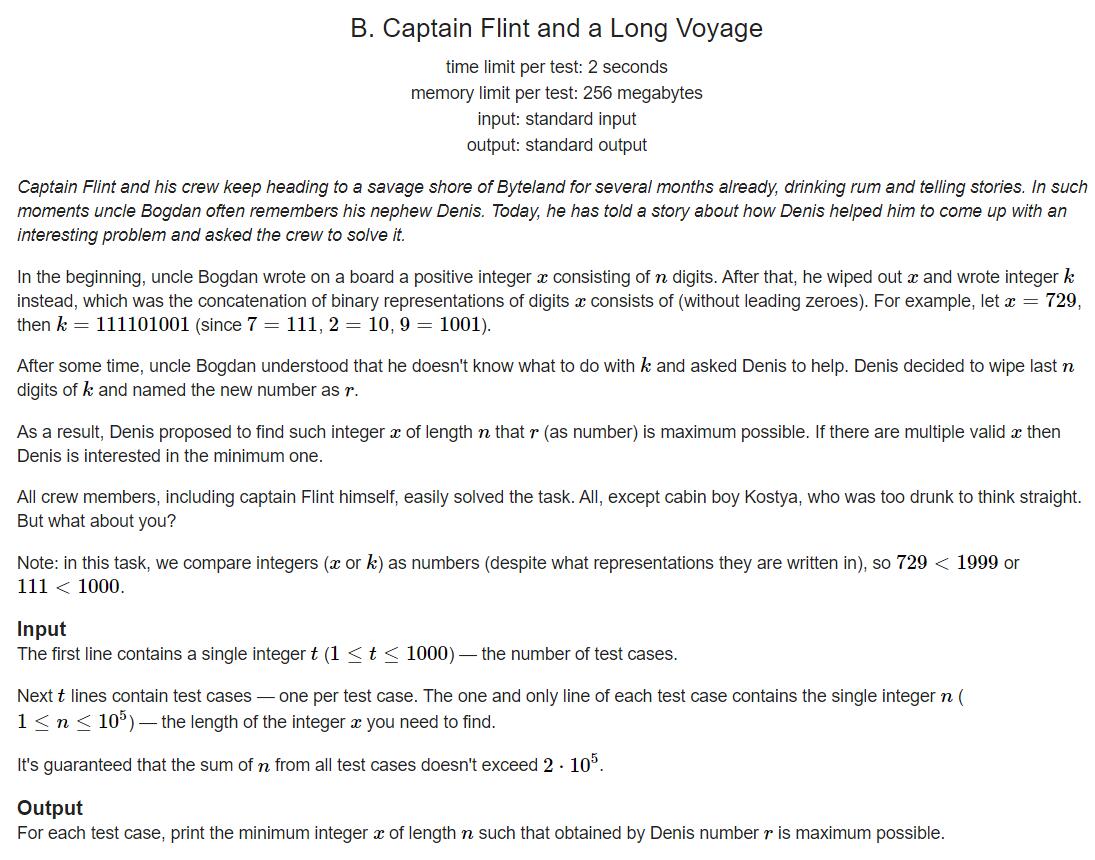 B. Captain Flint and a Long Voyage
time limit per test: 2 seconds
memory limit per test: 256 megabytes
input: standard input
output: standard output
Captain Flint and his crew keep heading to a savage shore of Byteland for several months already, drinking rum and telling stories. In such
moments uncle Bogdan often remembers his nephew Denis. Today, he has told a story about how Denis helped him to come up with an
interesting problem and asked the crew to solve it.
In the beginning, uncle Bogdan wrote on a board a positive integer x consisting of n digits. After that, he wiped out x and wrote integer k
instead, which was the concatenation of binary representations of digits x consists of (without leading zeroes). For example, let x = 729,
then k = 111101001 (since 7 = 111, 2 = 10, 9 = 1001).
After some time, uncle Bogdan understood that he doesn't know what to do with k and asked Denis to help. Denis decided to wipe last n
digits of k and named the new number as r.
As a result, Denis proposed to find such integer x of length n that r (as number) is maximum possible. If there are multiple valid x then
Denis is interested in the minimum one.
All crew members, including captain Flint himself, easily solved the task. All, except cabin boy Kostya, who was too drunk to think straight.
But what about you?
Note: in this task, we compare integers (x or k) as numbers (despite what representations they are written in), so 729 < 1999 or
111 < 1000.
Input
The first line contains a single integer t (1 ≤ t ≤ 1000) — the number of test cases.
Next t lines contain test cases — one per test case. The one and only line of each test case contains the single integer n (
1 ≤ n ≤ 10⁵) — the length of the integer x you need to find.
It's guaranteed that the sum of n from all test cases doesn't exceed 2 · 10⁵.
Output
For each test case, print the minimum integer x of length n such that obtained by Denis number r is maximum possible.